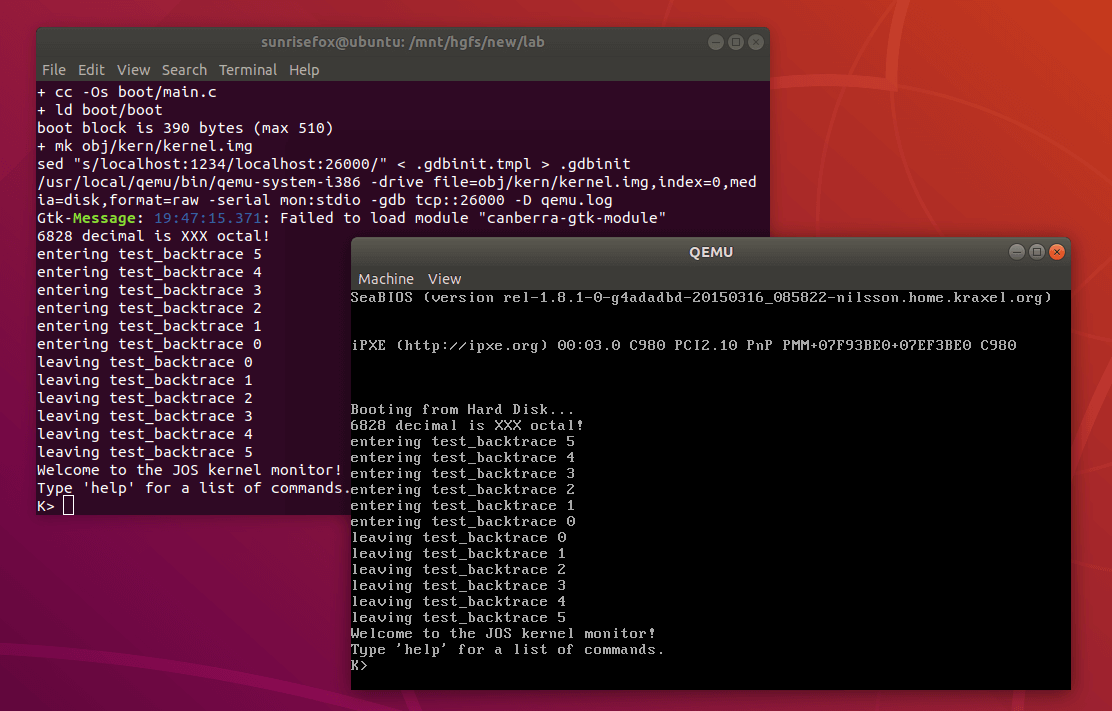 sunrisefox@ubuntu: /mnt/hgfs/new/lab
File Edit View Search Terminal Help
+ cc -Os boot/main.c
+ ld boot/boot
boot block is 390 bytes (max 510)
+ mk obj/kern/kernel.img
sed "s/localhost:1234/localhost:26000/" < .gdbinit.tmpl > .gdbinit
/usr/local/qemu/bin/qemu-system-i386 -drive file=obj/kern/kernel.img,index=0,med
ia=disk,format=raw -serial mon:stdio -gdb tcp::26000 -D qemu.log
Gtk-Message: 19:47:15.371: Failed to load module "canberra-gtk-module"
6828 decimal is XXX octal!
entering test_backtrace 5
entering test_backtrace 4
entering test_backtrace 3
entering test_backtrace 2
entering test_backtrace 1
entering test_backtrace 0
leaving test_backtrace 0
leaving test_backtrace 1
leaving test_backtrace 2
leaving test_backtrace 3
leaving test_backtrace 4
leaving test_backtrace 5
Welcome to the JOS kernel monitor!
Type 'help' for a list of commands.
K>
QEMU
Machine View
SeaBIOS (version rel-1.8.1-0-g4adadbd-20150316_085822-nilsson.home.kraxel.org)
iPXE (http://ipxe.org) 00:03.0 C980 PCI2.10 PnP PMM+07F93BE0+07EF3BE0 C980
Booting from Hard Disk...
6828 decimal is XXX octal!
entering test_backtrace 5
entering test_backtrace 4
entering test_backtrace 3
entering test_backtrace 2
entering test_backtrace 1
entering test_backtrace 0
leaving test_backtrace 0
leaving test_backtrace 1
leaving test_backtrace 2
leaving test_backtrace 3
leaving test_backtrace 4
leaving test_backtrace 5
Welcome to the JOS kernel monitor!
Type 'help' for a list of commands.
K>